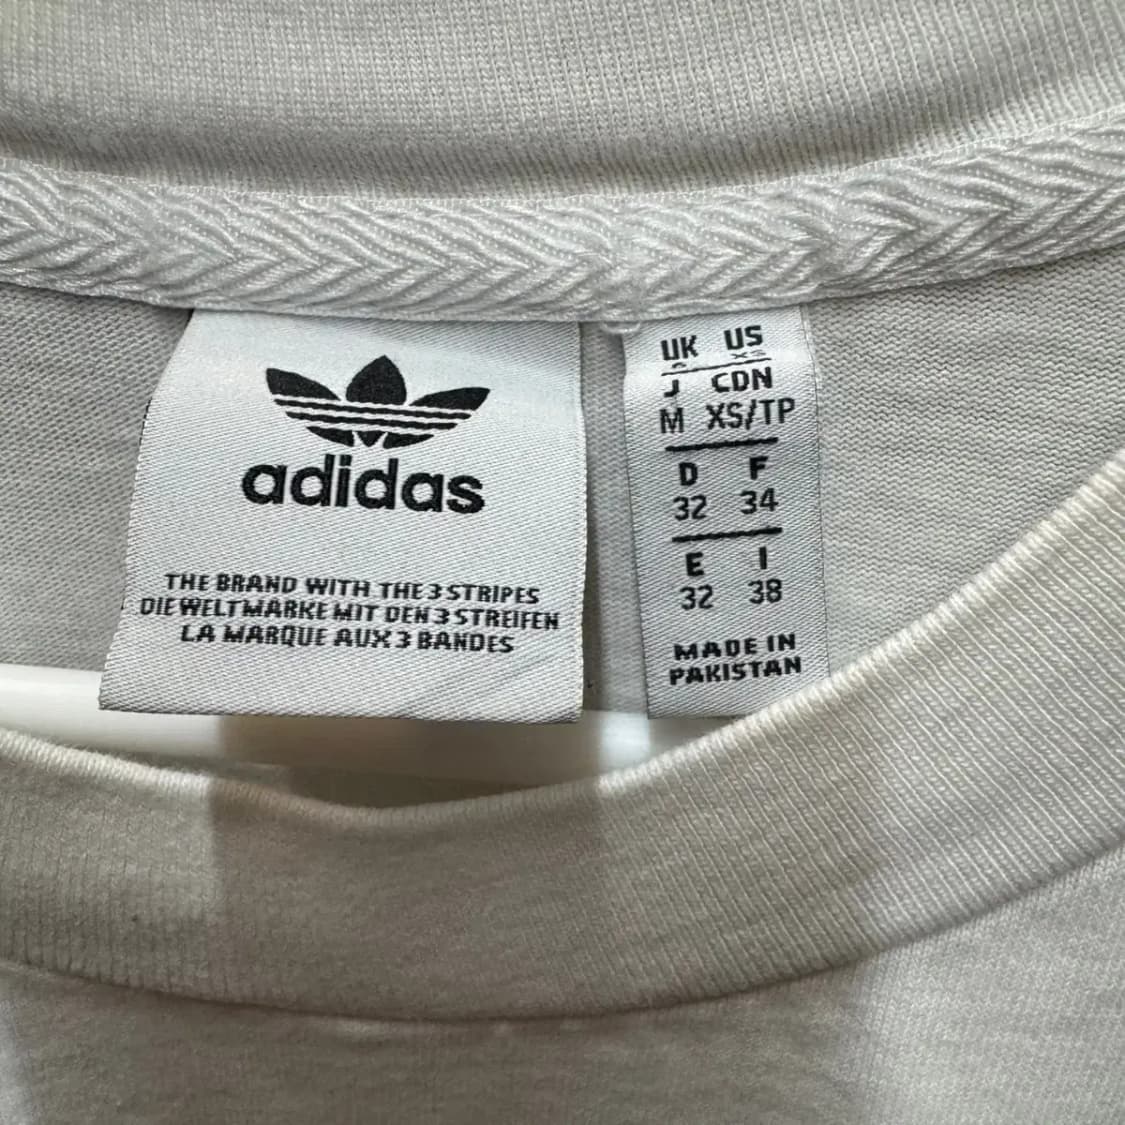 adidas
THE BRAND WITH THE 3 STRIPES
DIE WELTMARKE MIT DEN 3 STREIFEN
LA MARQUE AUX 3 BANDES
UK US
XS
J CDN
M XS/TP
D F
32 34
E I
32 38
MADE IN
PAKISTAN